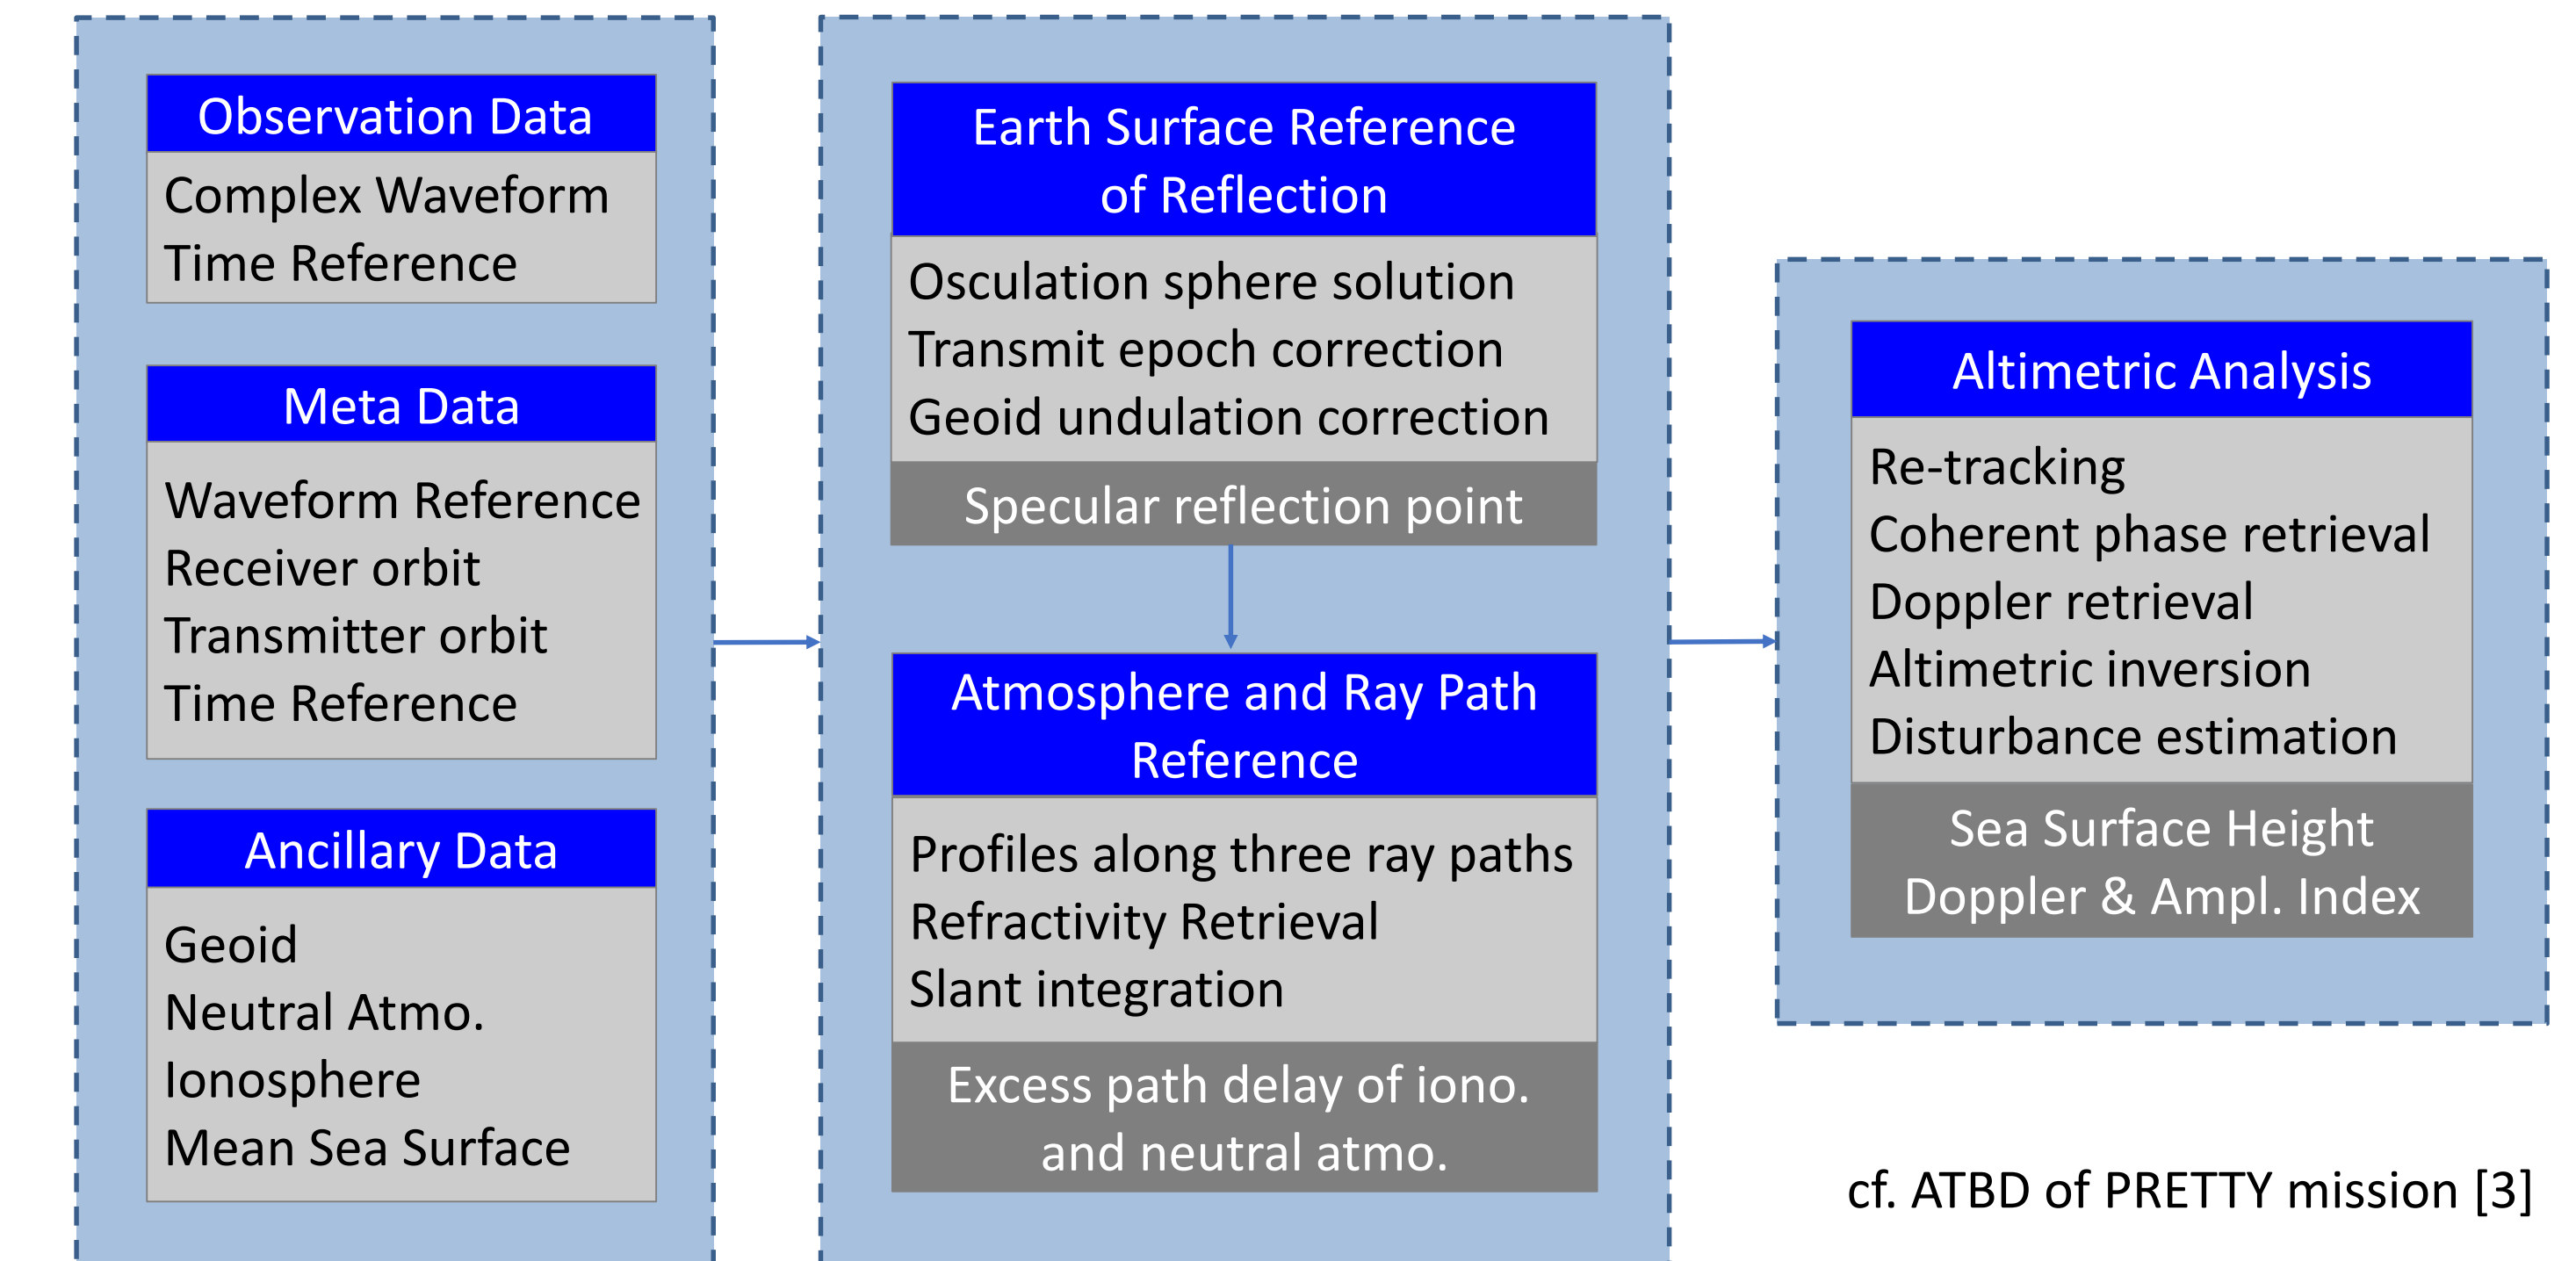 Observation Data
Complex Waveform
Time Reference
Meta Data
Waveform Reference
Receiver orbit
Transmitter orbit
Time Reference
Ancillary Data
Geoid
Neutral Atmo.
Ionosphere
Mean Sea Surface
Earth Surface Reference
of Reflection
Osculation sphere solution
Transmit epoch correction
Geoid undulation correction
Specular reflection point
Atmosphere and Ray Path
Reference
Profiles along three ray paths
Refractivity Retrieval
Slant integration
Excess path delay of iono.
and neutral atmo.
Altimetric Analysis
Re-tracking
Coherent phase retrieval
Doppler retrieval
Altimetric inversion
Disturbance estimation
Sea Surface Height
Doppler & Ampl. Index
cf. ATBD of PRETTY mission [3]